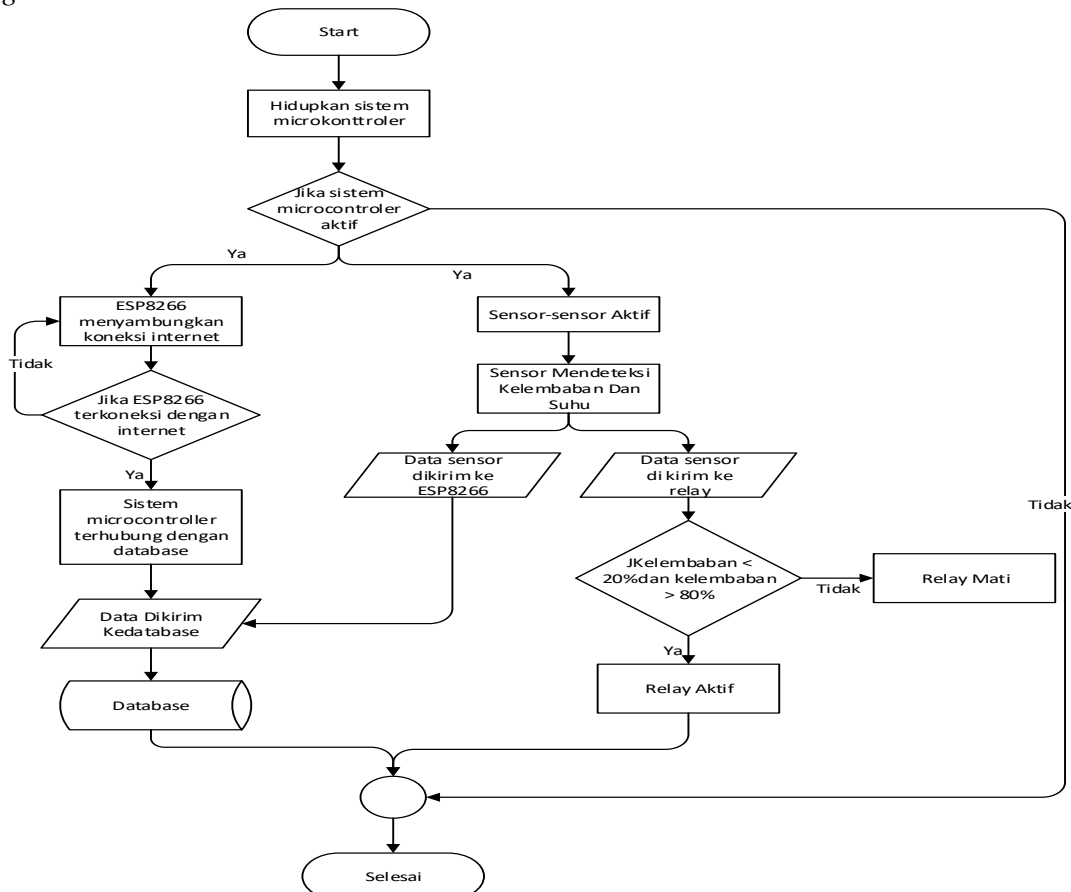 Start
Hidupkan sistem
microkonttroler
Jika sistem
microcontroler
aktif
Ya
Ya
ESP8266
menyambungkan
koneksi internet
Sensor-sensor Aktif
Tidak
Sensor Mendeteksi
Kelembaban Dan
Suhu
Jika ESP8266
terkoneksi dengan
internet
Data sensor
dikirim ke
ESP8266
Data sensor
di kirim ke
relay
Ya
Sistem
microcontroller
terhubung dengan
database
Tidak
JKelembaban <
20%dan kelembaban
> 80%
Tidak
Relay Mati
Data Dikirim
Kedatabase
Ya
Relay Aktif
Database
Selesai